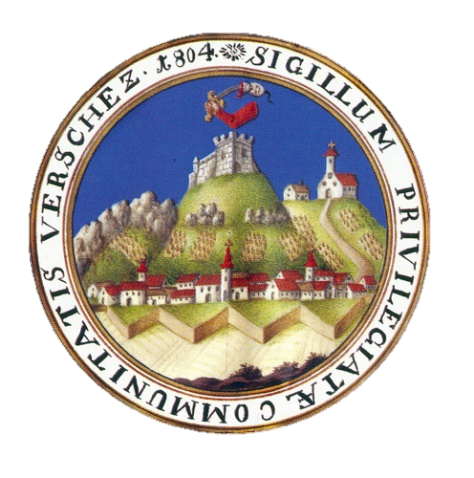 SIGILLUM PRIVILEGIATÆ COMMUNITATIS VERSCHEZ. 1804.